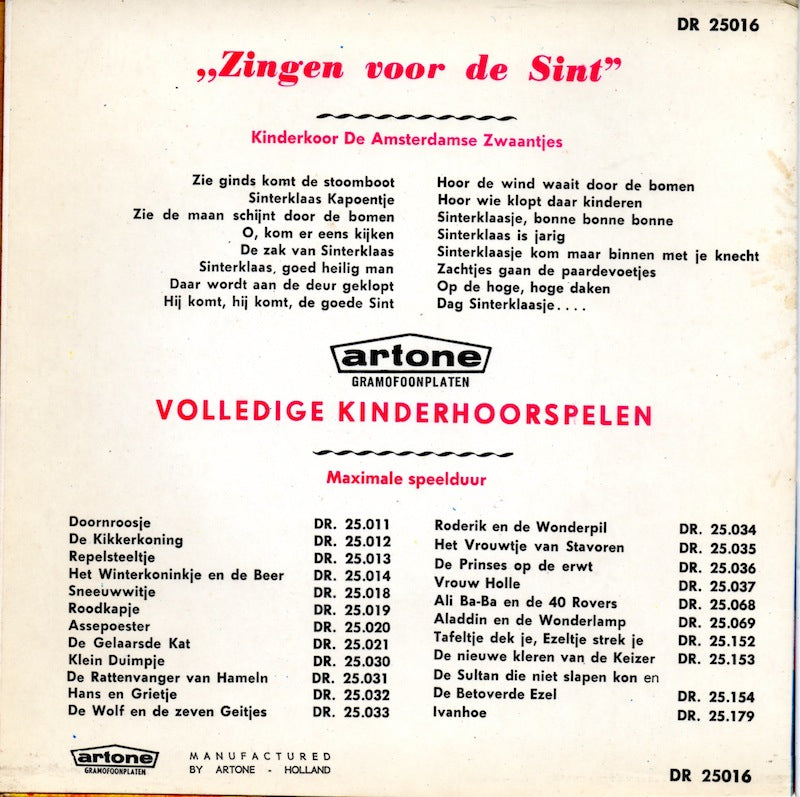 DR 25016
„Zingen voor de Sint”
Kinderkoor De Amsterdamse Zwaantjes
Zie ginds komt de stoomboot
Sinterklaas Kapoentje
Zie de maan schijnt door de bomen
O, kom er eens kijken
De zak van Sinterklaas
Sinterklaas, goed heilig man
Daar wordt aan de deur geklopt
Hij komt, hij komt, de goede Sint
Hoor de wind waait door de bomen
Hoor wie klopt daar kinderen
Sinterklaasje, bonne bonne bonne
Sinterklaas is jarig
Sinterklaasje kom maar binnen met je knecht
Zachtjes gaan de paardevoetjes
Op de hoge, hoge daken
Dag Sinterklaasje....
artone
GRAMOFOONPLATEN
VOLLEDIGE KINDERHOORSPELEN
Maximale speelduur
Doornroosje DR. 25.011
De Kikkerkoning DR. 25.012
Repelsteeltje DR. 25.013
Het Winterkoninkje en de Beer DR. 25.014
Sneeuwwitje DR. 25.018
Roodkapje DR. 25.019
Assepoester DR. 25.020
De Gelaarsde Kat DR. 25.021
Klein Duimpje DR. 25.030
De Rattenvanger van Hameln DR. 25.031
Hans en Grietje DR. 25.032
De Wolf en de zeven Geitjes DR. 25.033
Roderik en de Wonderpil DR. 25.034
Het Vrouwtje van Stavoren DR. 25.035
De Prinses op de erwt DR. 25.036
Vrouw Holle DR. 25.037
Ali Ba-Ba en de 40 Rovers DR. 25.068
Aladdin en de Wonderlamp DR. 25.069
Tafeltje dek je, Ezeltje strek je DR. 25.152
De nieuwe kleren van de Keizer DR. 25.153
De Sultan die niet slapen kon en
De Betoverde Ezel DR. 25.154
Ivanhoe DR. 25.179
artone
GRAMOFOONPLATEN
MANUFACTURED
BY ARTONE - HOLLAND
DR 25016